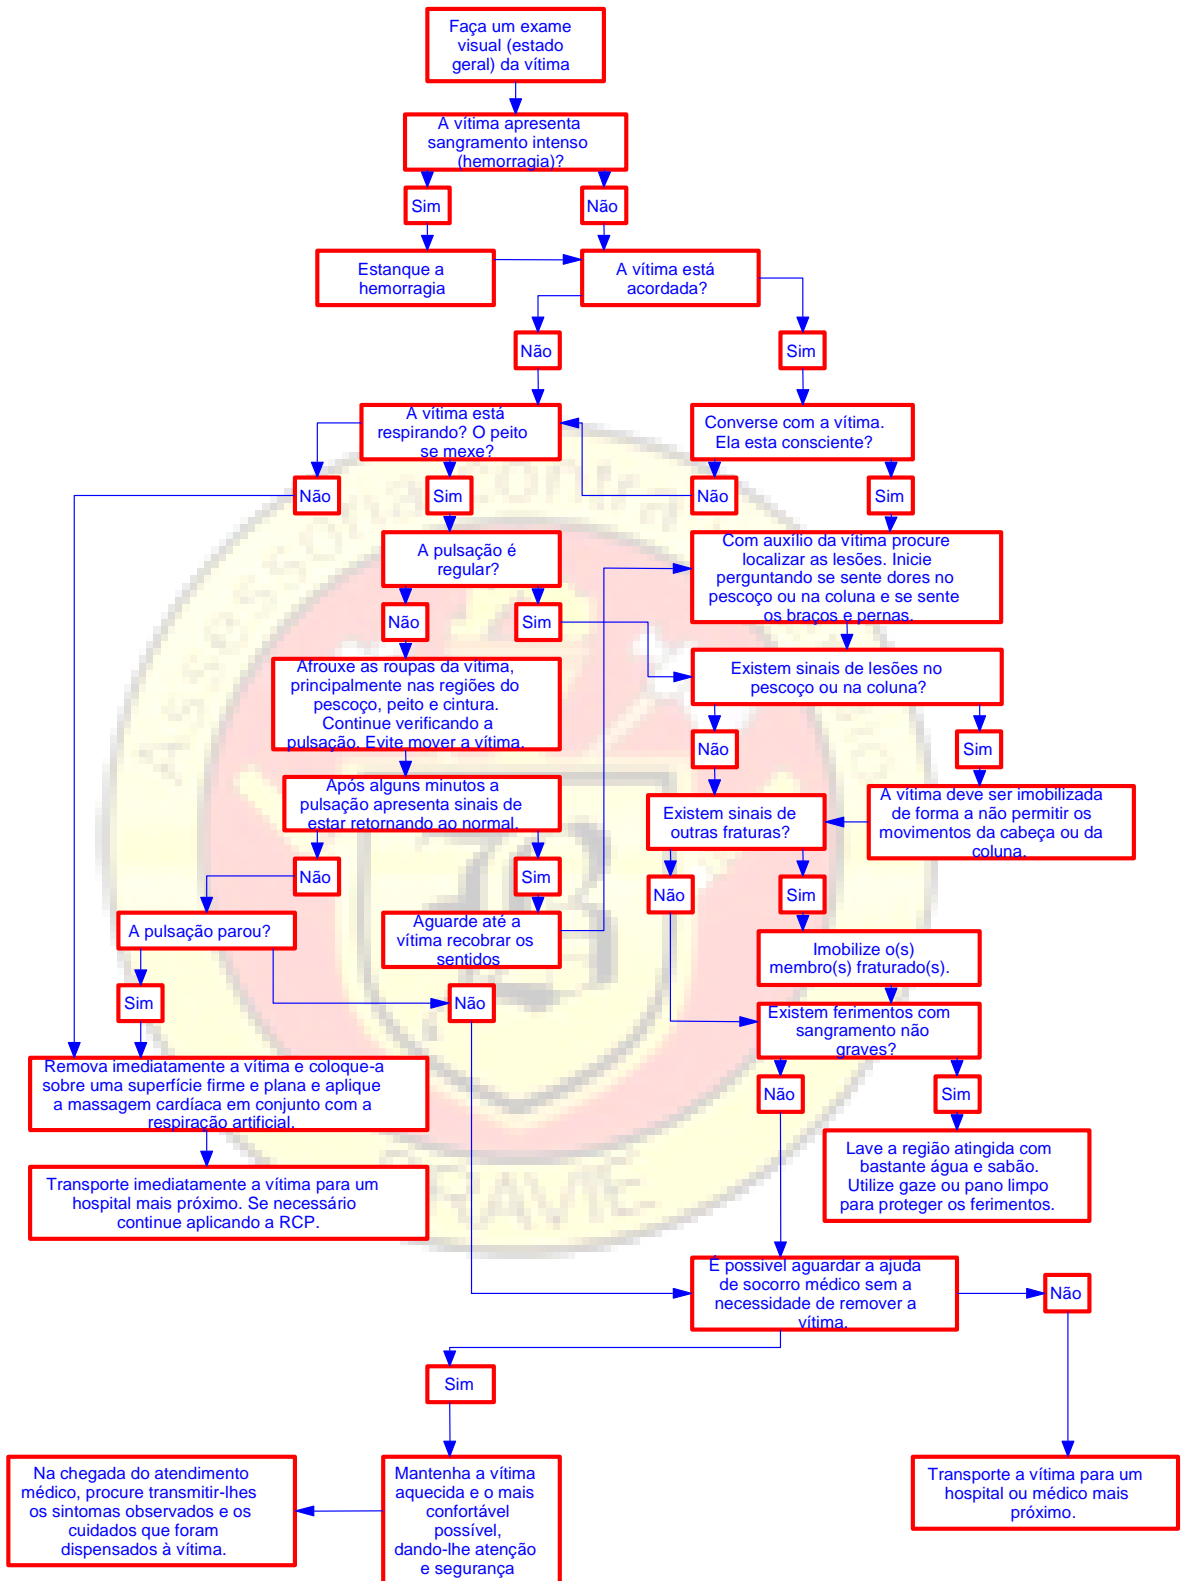 Faça um exame
visual (estado
geral) da vítima
A vítima apresenta
sangramento intenso
(hemorragia)?
Sim
Não
Estanque a
hemorragia
A vítima está
acordada?
Não
Sim
A vítima está
respirando? O peito
se mexe?
Converse com a vítima.
Ela esta consciente?
Não
Sim
Não
Sim
A pulsação é
regular?
Com auxílio da vítima procure
localizar as lesões. Inicie
perguntando se sente dores no
pescoço ou na coluna e se sente
os braços e pernas.
Não
Sim
Afrouxe as roupas da vítima,
principalmente nas regiões do
pescoço, peito e cintura.
Continue verificando a
pulsação. Evite mover a vítima.
Existem sinais de lesões no
pescoço ou na coluna?
Não
Sim
Após alguns minutos a
pulsação apresenta sinais de
estar retornando ao normal.
Existem sinais de
outras fraturas?
A vítima deve ser imobilizada
de forma a não permitir os
movimentos da cabeça ou da
coluna.
Não
Sim
Não
Sim
A pulsação parou?
Aguarde até a
vítima recobrar os
sentidos
Imobilize o(s)
membro(s) fraturado(s).
Sim
Não
Existem ferimentos com
sangramento não
graves?
Remova imediatamente a vítima e coloque-a
sobre uma superfície firme e plana e aplique
a massagem cardíaca em conjunto com a
respiração artificial.
Não
Sim
Lave a região atingida com
bastante água e sabão.
Utilize gaze ou pano limpo
para proteger os ferimentos.
Transporte imediatamente a vítima para um
hospital mais próximo. Se necessário
continue aplicando a RCP.
É possivel aguardar a ajuda
de socorro médico sem a
necessidade de remover a
vítima.
Não
Sim
Na chegada do atendimento
médico, procure transmitir-lhes
os sintomas observados e os
cuidados que foram
dispensados à vítima.
Mantenha a vítima
aquecida e o mais
confortável
possível,
dando-lhe atenção
e segurança
Transporte a vítima para um
hospital ou médico mais
próximo.